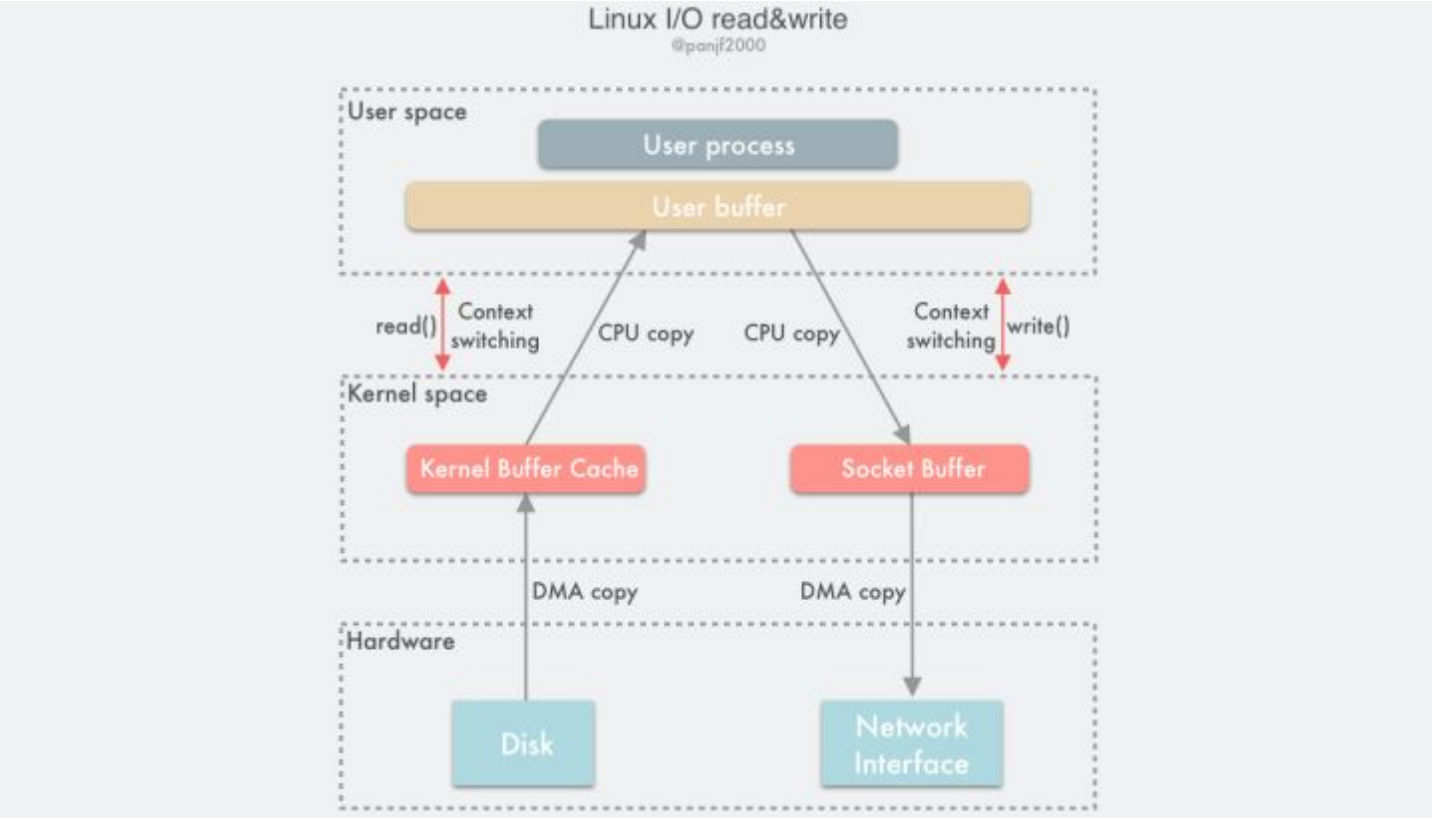 Linux I/O read&write
@panjf2000
User space
User process
User buffer
read()
Context
switching
CPU copy
CPU copy
Context
switching
write()
Kernel space
Kernel Buffer Cache
Socket Buffer
DMA copy
DMA copy
Hardware
Disk
Network
Interface